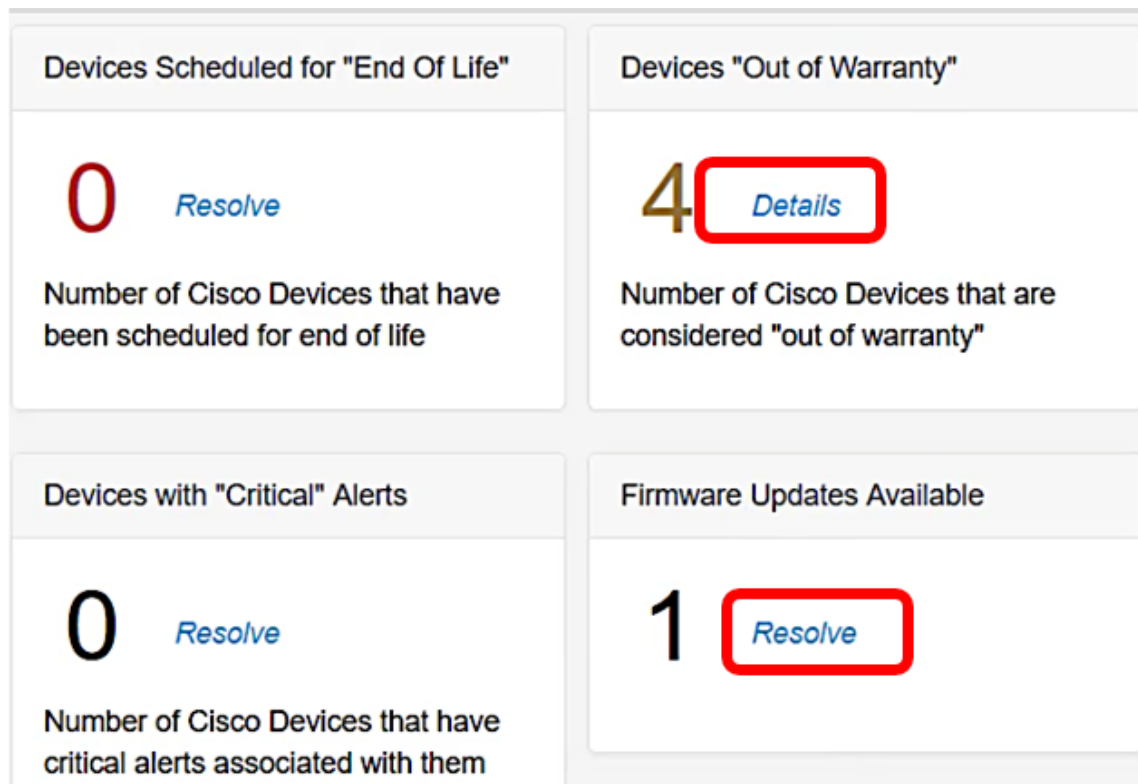 Devices Scheduled for "End Of Life"
0 Resolve
Number of Cisco Devices that have
been scheduled for end of life
Devices "Out of Warranty"
4 Details
Number of Cisco Devices that are
considered "out of warranty"
Devices with "Critical" Alerts
0 Resolve
Number of Cisco Devices that have
critical alerts associated with them
Firmware Updates Available
1 Resolve